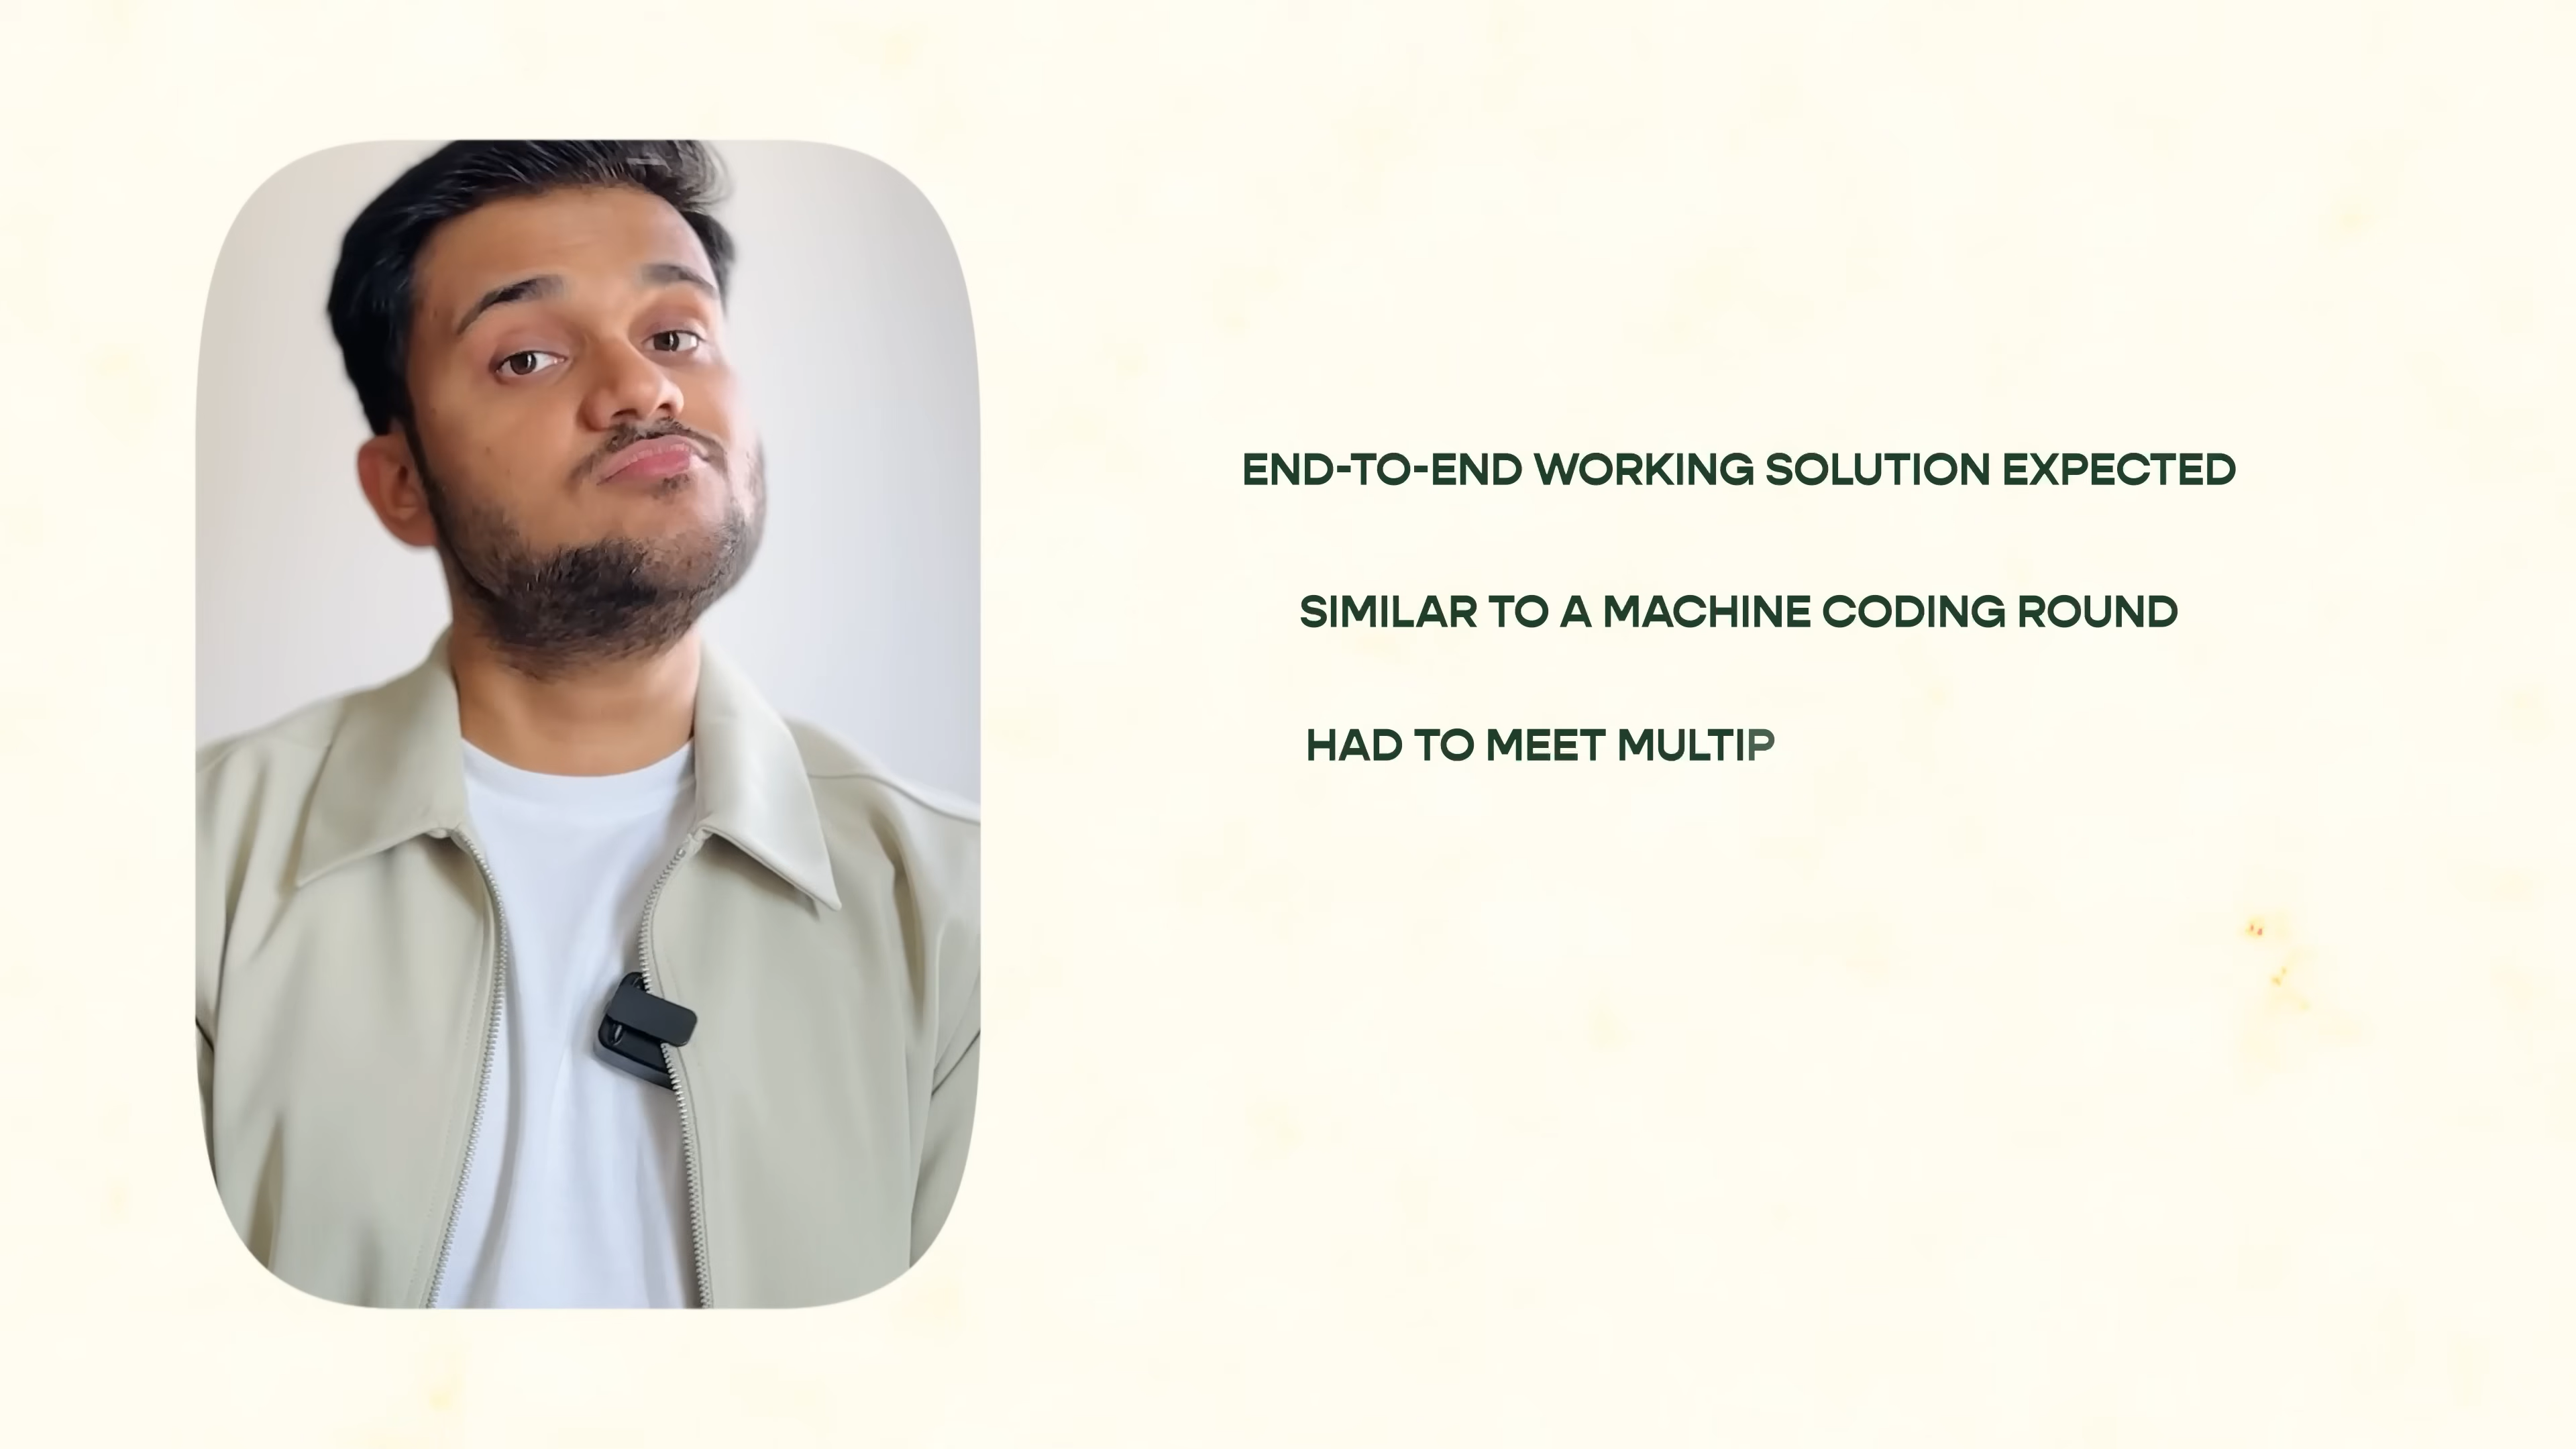 END-TO-END WORKING SOLUTION EXPECTED
SIMILAR TO A MACHINE CODING ROUND
HAD TO MEET MULTIP